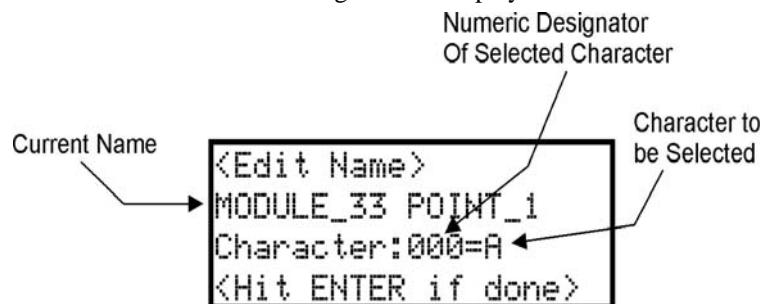 Numeric Designator
Of Selected Character
Character to
be Selected
Current Name
<Edit Name>
MODULE_33 POINT_1
Character:000=A
<Hit ENTER if done>